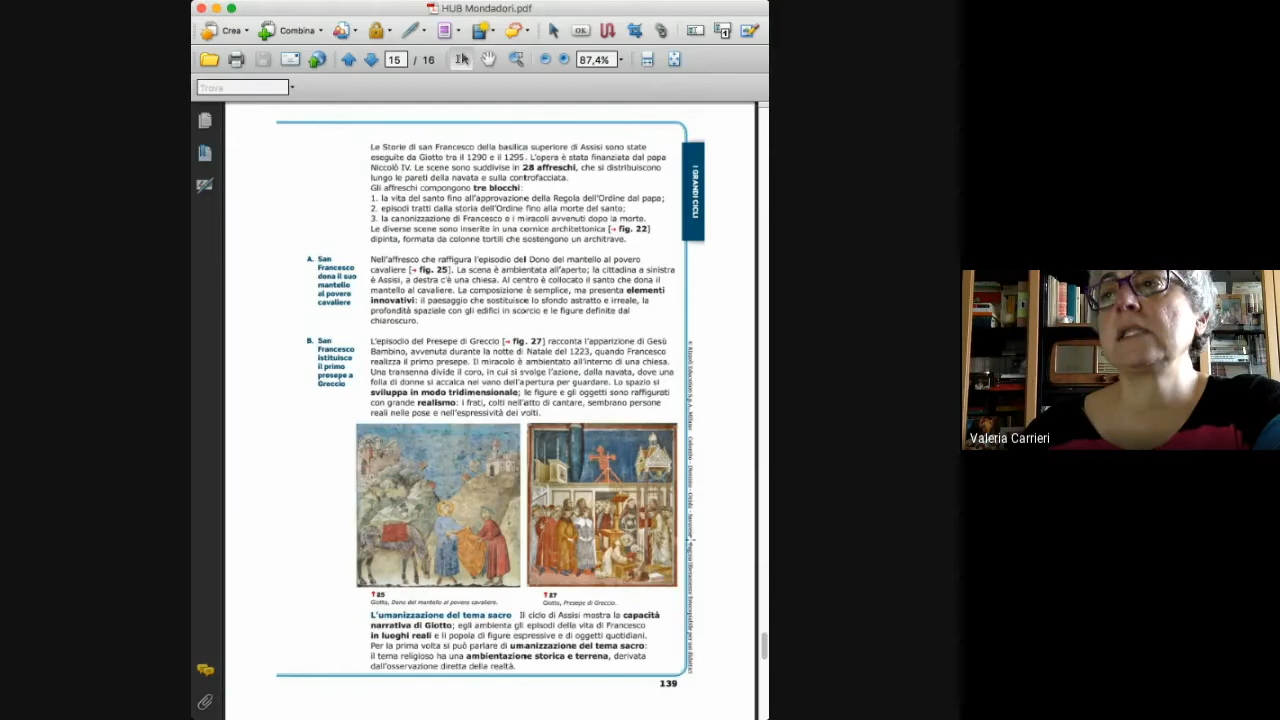 HUB Mondadori.pdf
Crea
Combina
OK
15 / 16
87,4%
Trova
Le Storie di san Francesco della basilica superiore di Assisi sono state
eseguite da Giotto tra il 1290 e il 1295. L'opera è stata finanziata dal papa
Niccolò IV. Le scene sono suddivise in 28 affreschi, che si distribuiscono
lungo le pareti della navata e sulla controfacciata.
Gli affreschi compongono tre blocchi:
1. la vita del santo fino all'approvazione della Regola dell'Ordine dal papa;
2. episodi tratti dalla storia dell'Ordine fino alla morte del santo;
3. la canonizzazione di Francesco e i miracoli avvenuti dopo la morte.
Le diverse scene sono inserite in una cornice architettonica [→ fig. 22]
dipinta, formata da colonne tortili che sostengono un architrave.
I GRANDI CICLI
A. San
Francesco
dona il suo
mantello
al povero
cavaliere
Nell'affresco che raffigura l'episodio del Dono del mantello al povero
cavaliere [→ fig. 25]. La scena è ambientata all'aperto; la cittadina a sinistra
è Assisi, a destra c'è una chiesa. Al centro è collocato il santo che dona il
mantello al cavaliere. La composizione è semplice, ma presenta elementi
innovativi: il paesaggio che sostituisce lo sfondo astratto e irreale, la
profondità spaziale con gli edifici in scorcio e le figure definite dal
chiaroscuro.
B. San
Francesco
istituisce
il primo
presepe a
Greccio
L'episodio del Presepe di Greccio [→ fig. 27] racconta l'apparizione di Gesù
Bambino, avvenuta durante la notte di Natale del 1223, quando Francesco
realizza il primo presepe. Il miracolo è ambientato all'interno di una chiesa.
Una transenna divide il coro, in cui si svolge l'azione, dalla navata, dove una
folla di donne si accalca nel vano dell'apertura per guardare. Lo spazio si
sviluppa in modo tridimensionale; le figure e gli oggetti sono raffigurati
con grande realismo: i frati, colti nell'atto di cantare, sembrano persone
reali nelle pose e nell'espressività dei volti.
↑25
Giotto, Dono del mantello al povero cavaliere.
↑27
Giotto, Presepe di Greccio.
L'umanizzazione del tema sacro Il ciclo di Assisi mostra la capacità
narrativa di Giotto; egli ambienta gli episodi della vita di Francesco
in luoghi reali e li popola di figure espressive e di oggetti quotidiani.
Per la prima volta si può parlare di umanizzazione del tema sacro:
il tema religioso ha una ambientazione storica e terrena, derivata
dall'osservazione diretta della realtà.
139
Valeria Carrieri